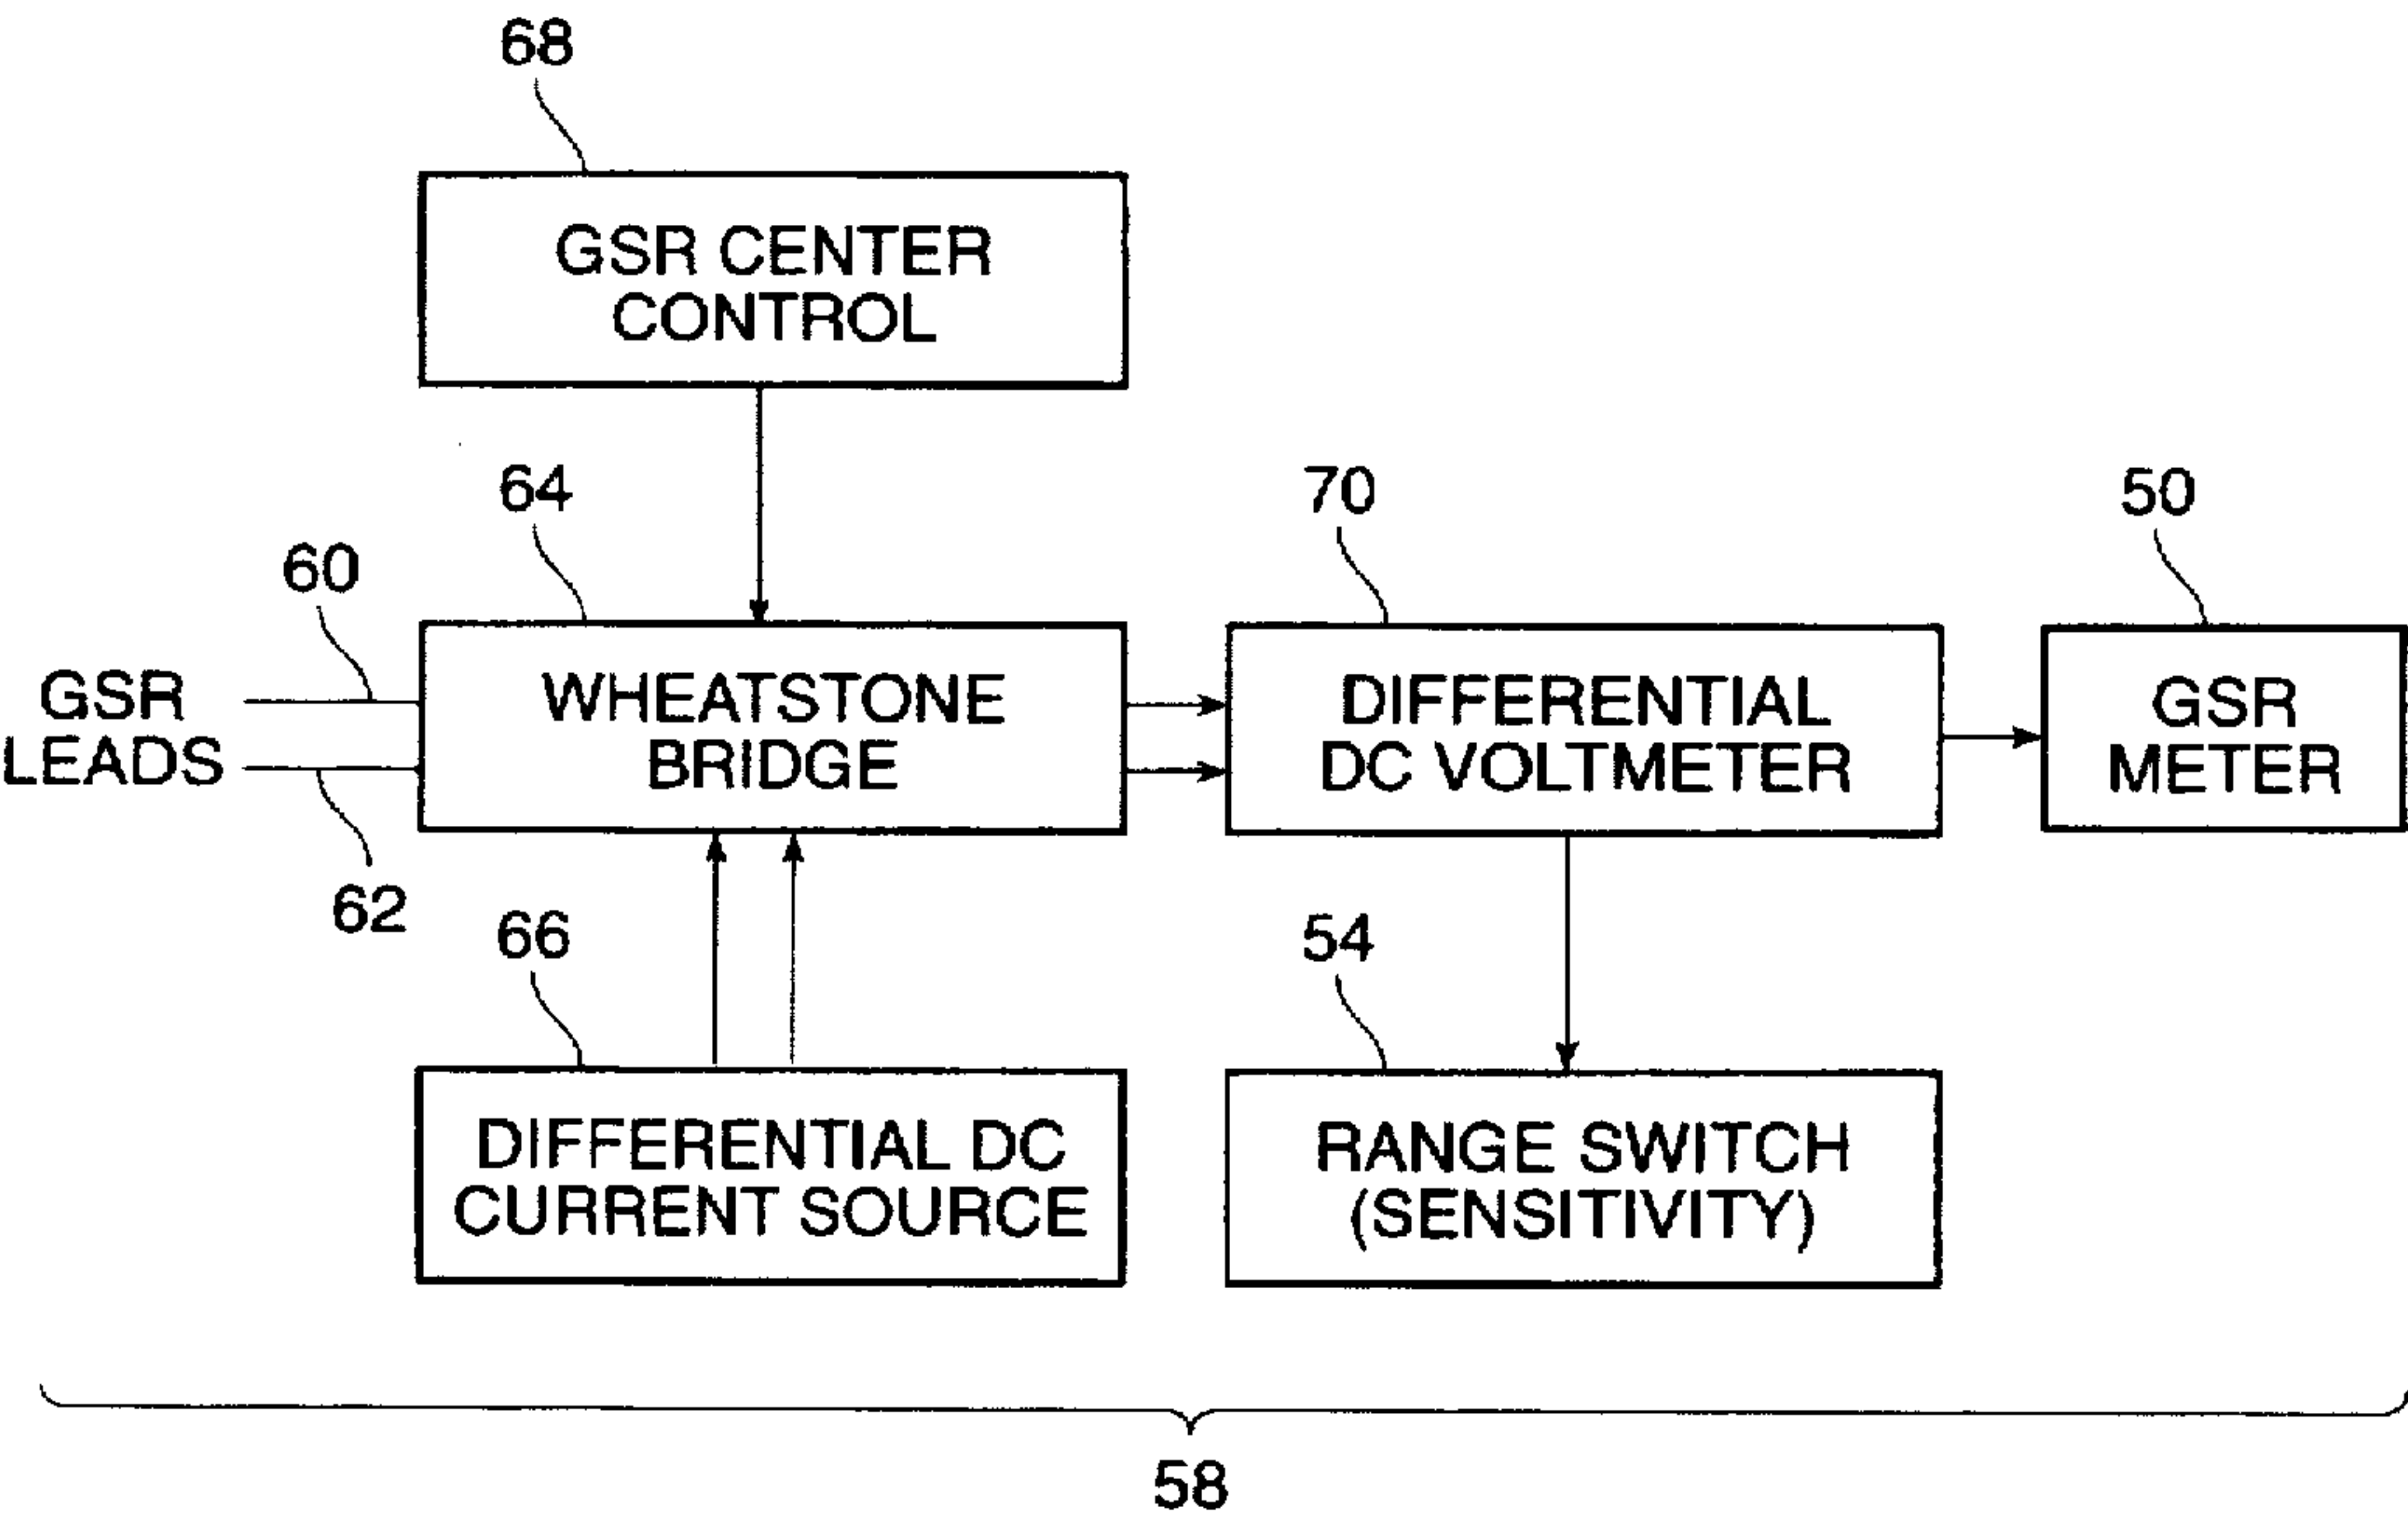 68
GSR CENTER
CONTROL
64
70
50
60
GSR
LEADS
WHEATSTONE
BRIDGE
DIFFERENTIAL
DC VOLTMETER
GSR
METER
62
66
54
DIFFERENTIAL DC
CURRENT SOURCE
RANGE SWITCH
(SENSITIVITY)
58